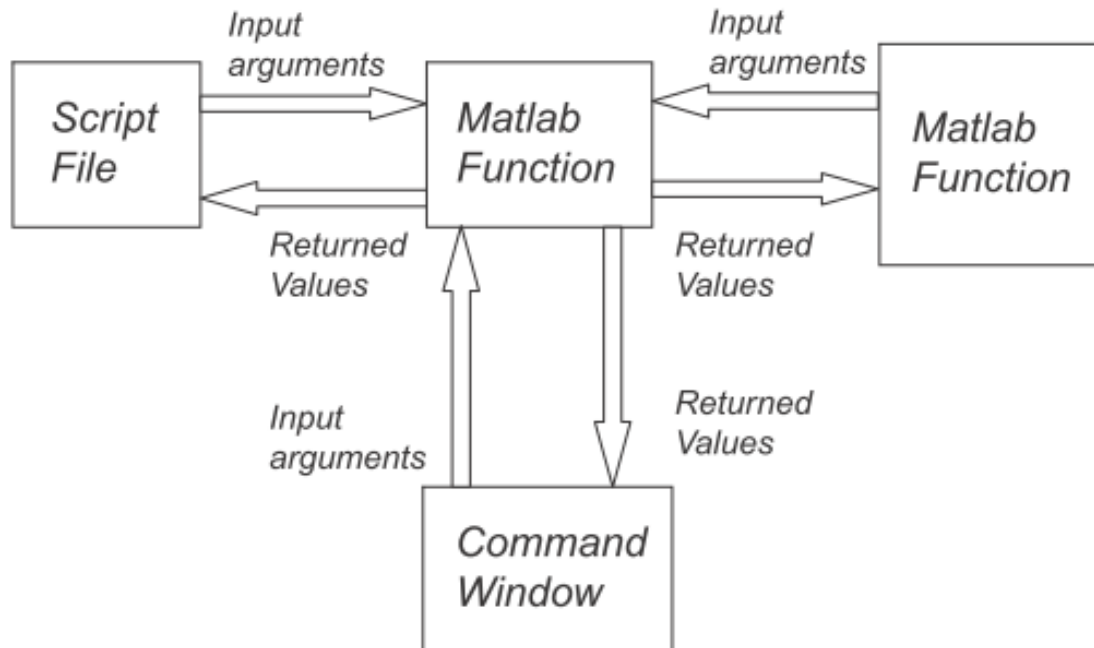 Input
arguments
Script
File
Matlab
Function
Input
arguments
Matlab
Function
Returned
Values
Returned
Values
Input
arguments
Returned
Values
Command
Window